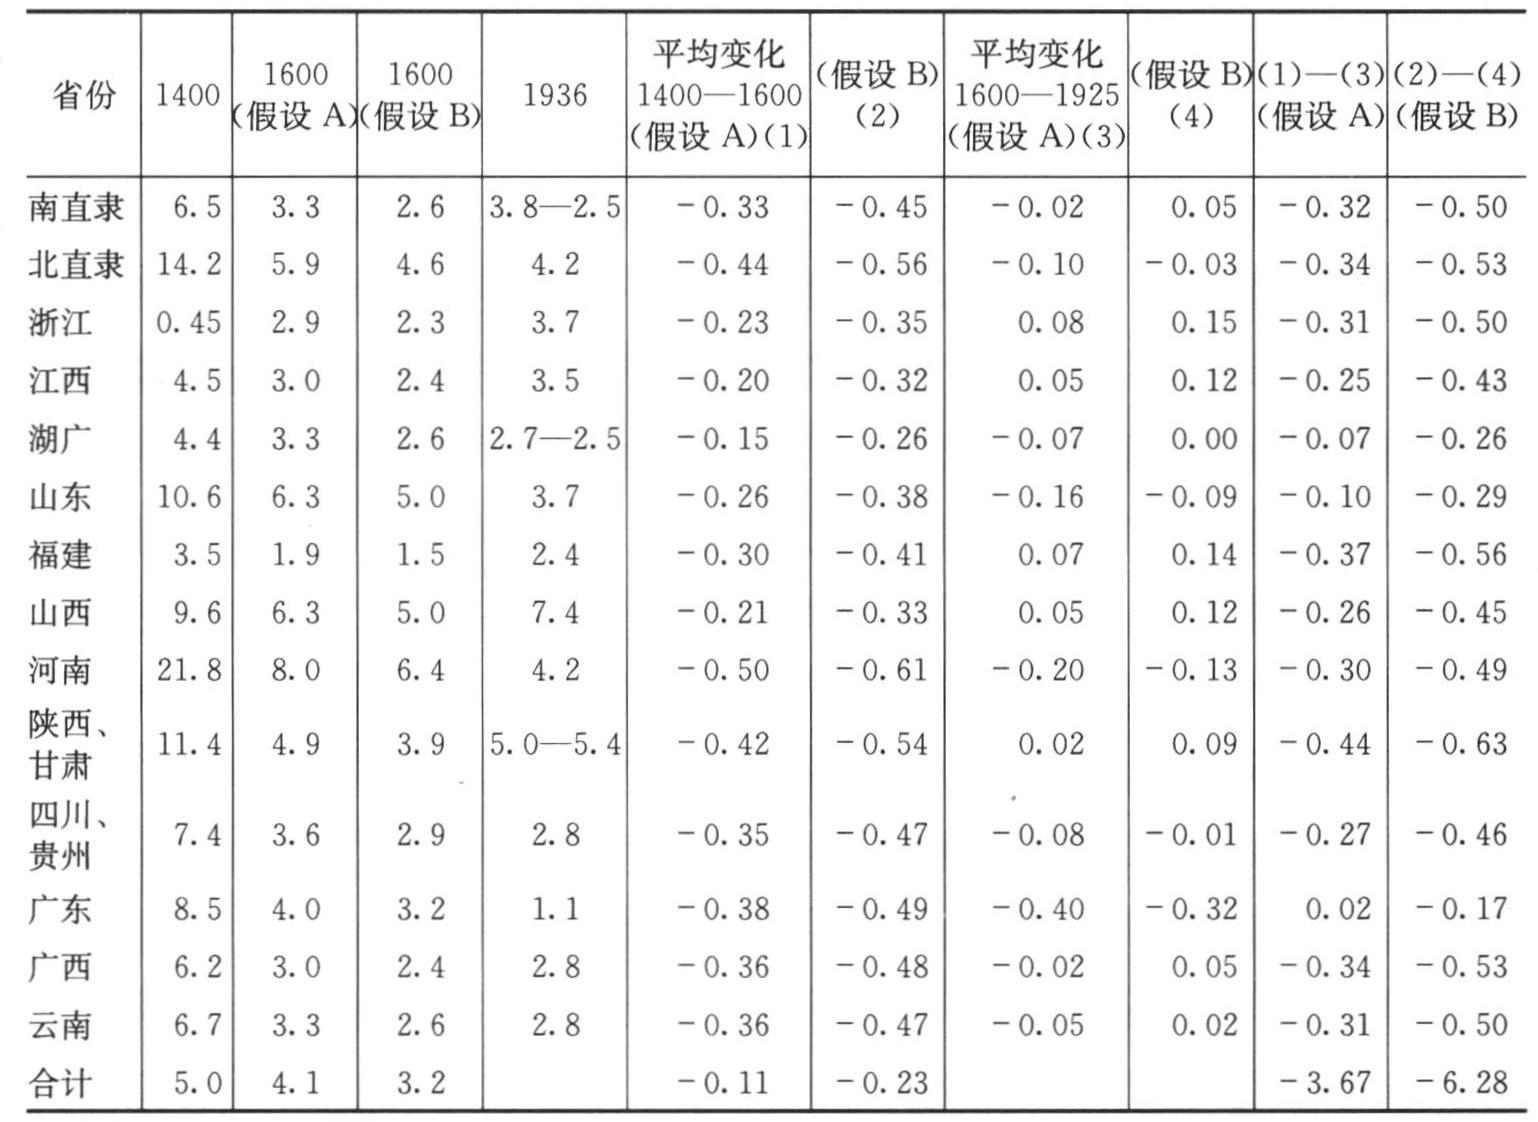 省份 1400 1600 (假设 A) 1600 (假设 B) 1936 平均变化 1400—1600 (假设 A)(1) (假设 B) (2) 平均变化 1600—1925 (假设 A)(3) (假设 B) (4) (1)—(3) (假设 A) (2)—(4) (假设 B)
南直隶 6.5 3.3 2.6 3.8—2.5 -0.33 -0.45 -0.02 0.05 -0.32 -0.50
北直隶 14.2 5.9 4.6 4.2 -0.44 -0.56 -0.10 -0.03 -0.34 -0.53
浙江 0.45 2.9 2.3 3.7 -0.23 -0.35 0.08 0.15 -0.31 -0.50
江西 4.5 3.0 2.4 3.5 -0.20 -0.32 0.05 0.12 -0.25 -0.43
湖广 4.4 3.3 2.6 2.7—2.5 -0.15 -0.26 -0.07 0.00 -0.07 -0.26
山东 10.6 6.3 5.0 3.7 -0.26 -0.38 -0.16 -0.09 -0.10 -0.29
福建 3.5 1.9 1.5 2.4 -0.30 -0.41 0.07 0.14 -0.37 -0.56
山西 9.6 6.3 5.0 7.4 -0.21 -0.33 0.05 0.12 -0.26 -0.45
河南 21.8 8.0 6.4 4.2 -0.50 -0.61 -0.20 -0.13 -0.30 -0.49
陕西、甘肃 11.4 4.9 3.9 5.0—5.4 -0.42 -0.54 0.02 0.09 -0.44 -0.63
四川、贵州 7.4 3.6 2.9 2.8 -0.35 -0.47 -0.08 -0.01 -0.27 -0.46
广东 8.5 4.0 3.2 1.1 -0.38 -0.49 -0.40 -0.32 0.02 -0.17
广西 6.2 3.0 2.4 2.8 -0.36 -0.48 -0.02 0.05 -0.34 -0.53
云南 6.7 3.3 2.6 2.8 -0.36 -0.47 -0.05 0.02 -0.31 -0.50
合计 5.0 4.1 3.2 -0.11 -0.23 -3.67 -6.28